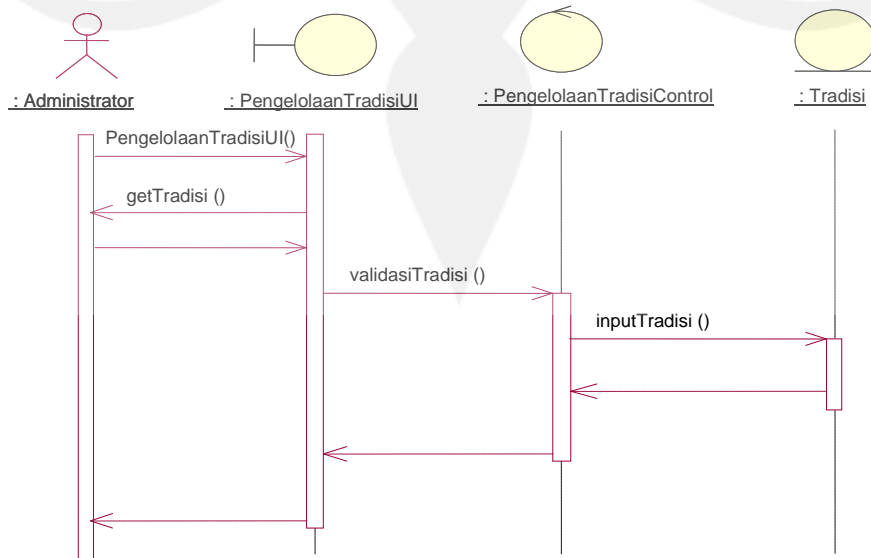 : Administrator
: PengelolaanTradisiUI
: PengelolaanTradisiControl
: Tradisi
PengelolaanTradisiUI()
getTradisi ()
validasiTradisi ()
inputTradisi ()